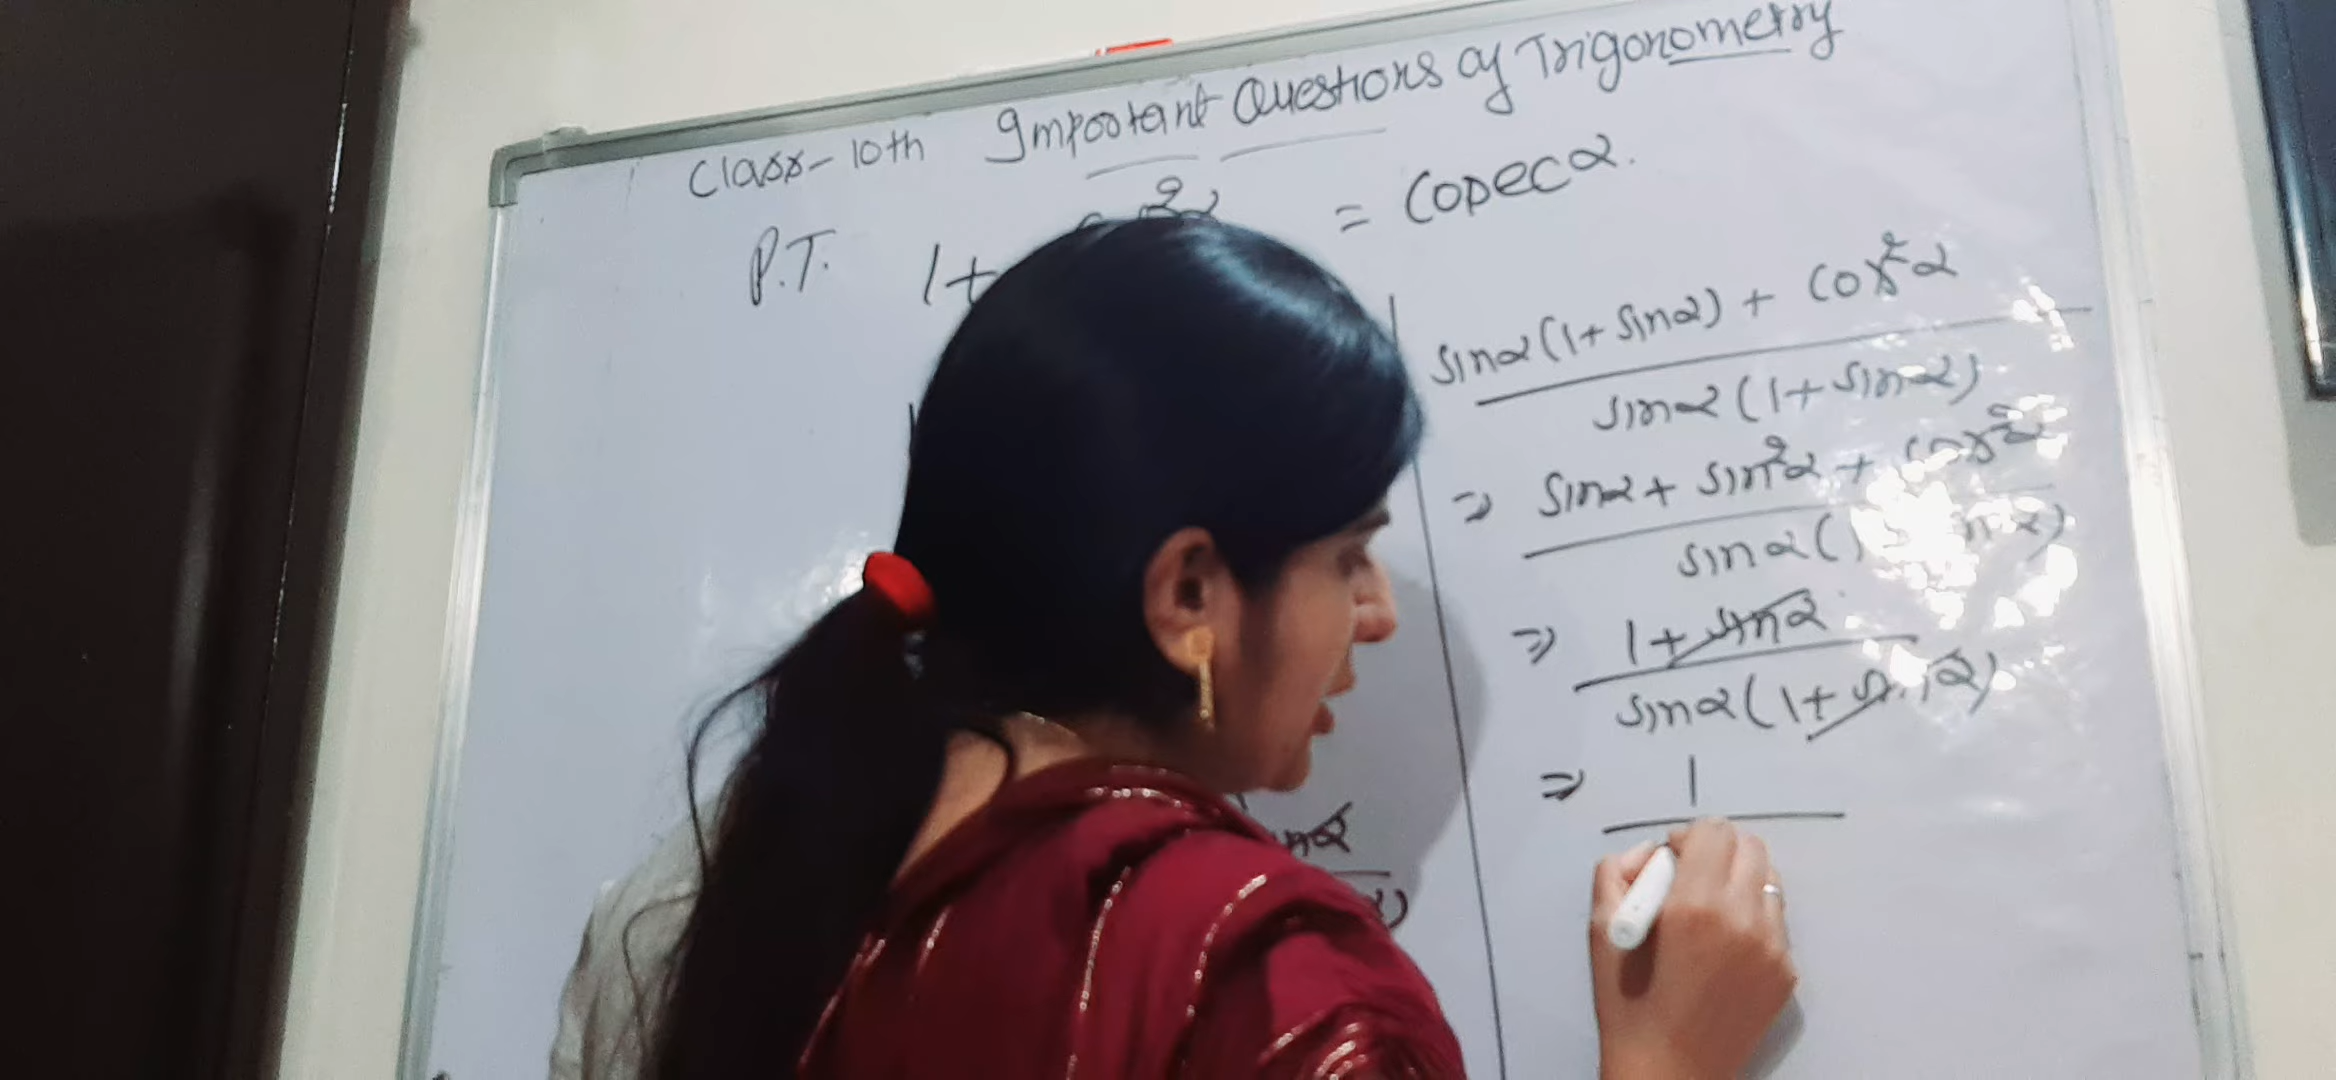 Class-10th Important Questions of Trigonometry
P.T. 1+ = Cosecα.
sinα(1+sinα) + Cos²α
sinα(1+sinα)
⇒ sinα + sin²α + cos²
sinα(
⇒ 1+sinα
sinα(1+sinα)
⇒ 1